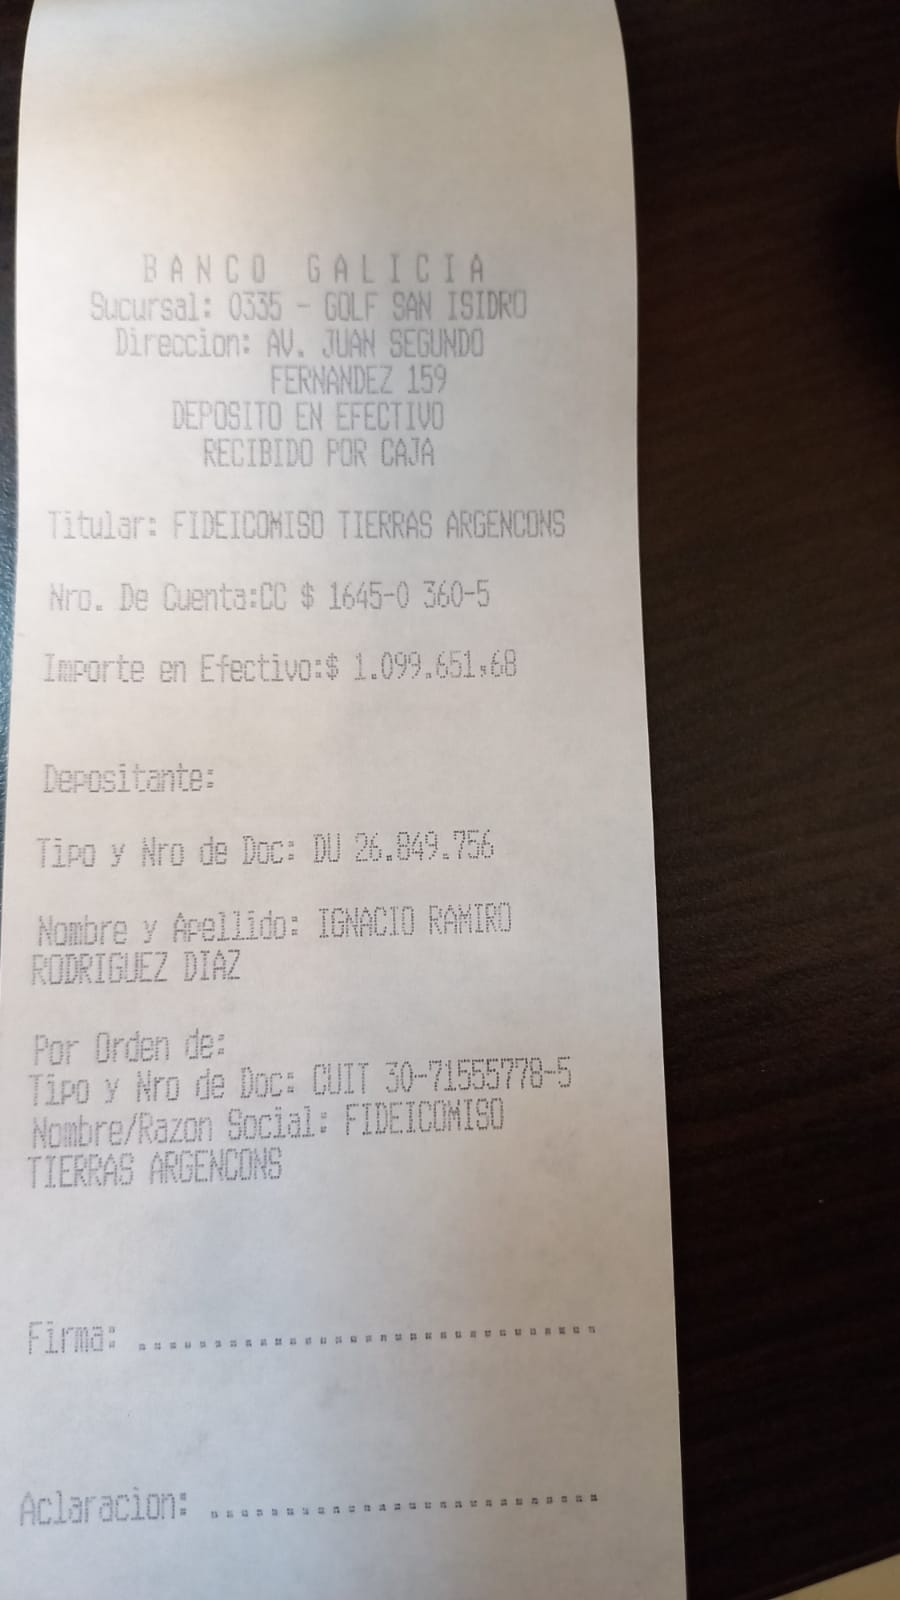 BANCO GALICIA
Sucursal: 0335 - GOLF SAN ISIDRO
Direccion: AV. JUAN SEGUNDO
FERNANDEZ 159
DEPOSITO EN EFECTIVO
RECIBIDO POR CAJA
Titular: FIDEICOMISO TIERRAS ARGENCONS
Nro. De Cuenta:CC $ 1645-0 360-5
Importe en Efectivo:$ 1.099.651,68
Depositante:
Tipo y Nro de Doc: DU 26.849.756
Nombre y Apellido: IGNACIO RAMIRO
RODRIGUEZ DIAZ
Por Orden de:
Tipo y Nro de Doc: CUIT 30-71555778-5
Nombre/Razon Social: FIDEICOMISO
TIERRAS ARGENCONS
Firma: ...............................
Aclaracion: ..........................